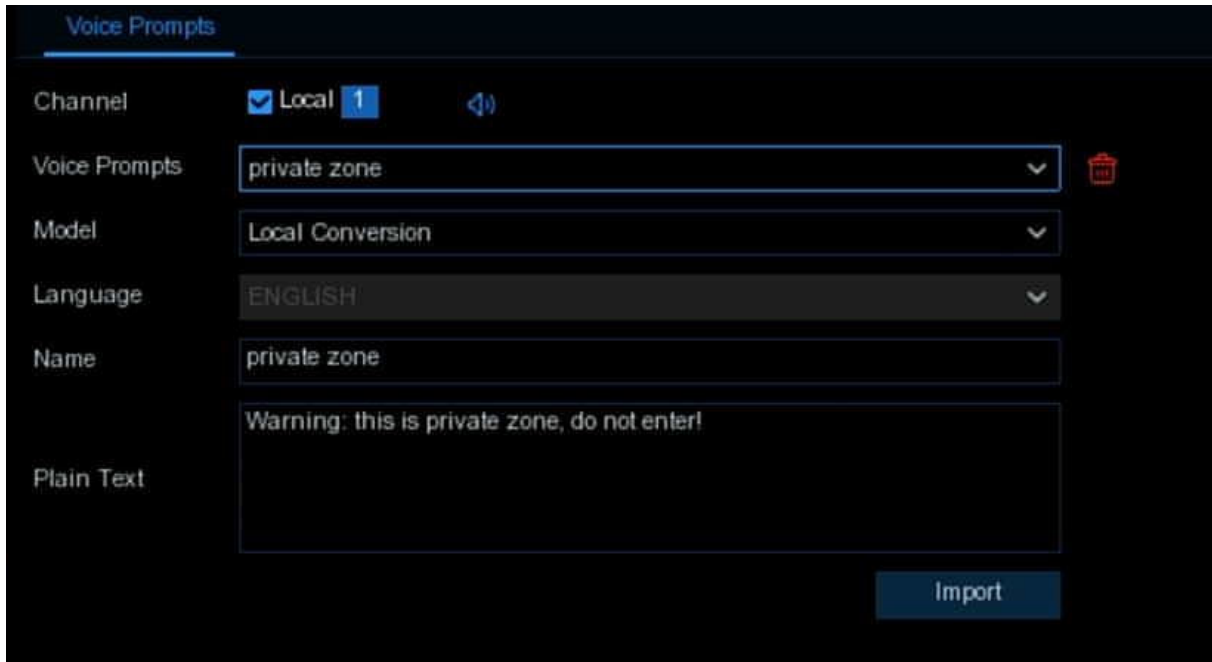 Voice Prompts
Channel Local 1
Voice Prompts private zone
Model Local Conversion
Language ENGLISH
Name private zone
Warning: this is private zone, do not enter!
Plain Text
Import